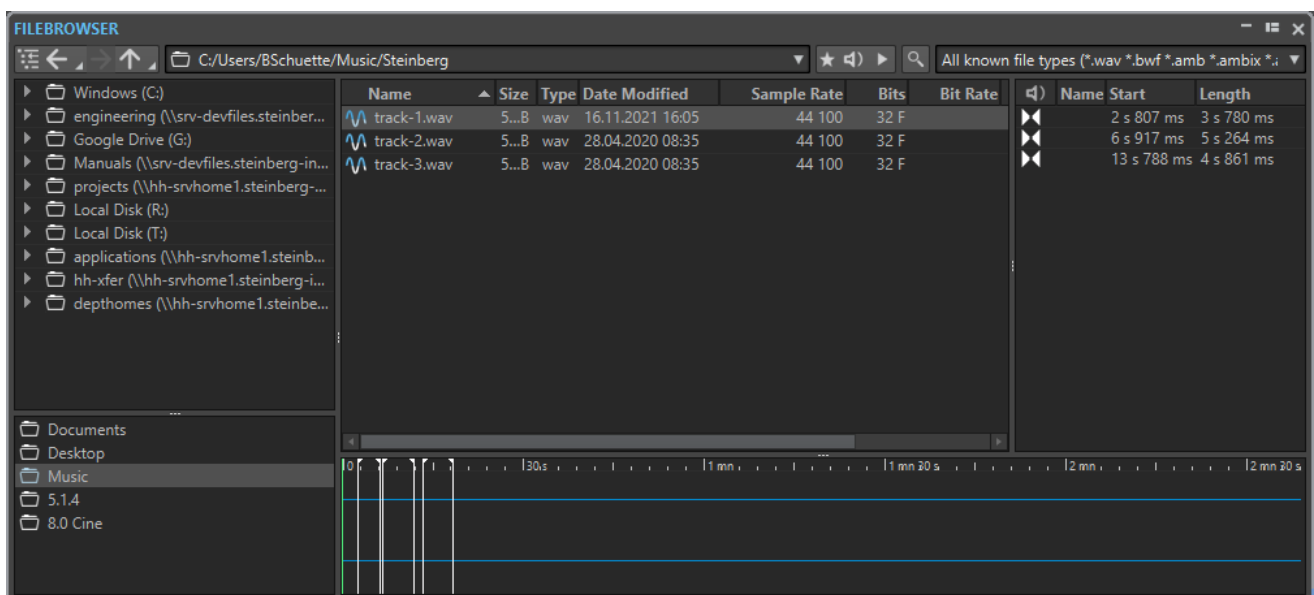 FILEBROWSER
C:/Users/BSchuette/Music/Steinberg
All known file types (*.wav *.bwf *.amb *.ambix *.
Windows (C:)
engineering (\\srv-devfiles.steinber...
Google Drive (G:)
Manuals (\\srv-devfiles.steinberg-in...
projects (\\hh-srvhome1.steinberg-...
Local Disk (R:)
Local Disk (T:)
applications (\\hh-srvhome1.steinb...
hh-xfer (\\hh-srvhome1.steinberg-i...
depthomes (\\hh-srvhome1.steinbe...
Documents
Desktop
Music
5.1.4
8.0 Cine
Name Size Type Date Modified Sample Rate Bits Bit Rate
track-1.wav 5...B wav 16.11.2021 16:05 44 100 32 F
track-2.wav 5...B wav 28.04.2020 08:35 44 100 32 F
track-3.wav 5...B wav 28.04.2020 08:35 44 100 32 F
Name Start Length
2 s 807 ms 3 s 780 ms
6 s 917 ms 5 s 264 ms
13 s 788 ms 4 s 861 ms
0 30 s 1 mn 1 mn 30 s 2 mn 2 mn 30 s